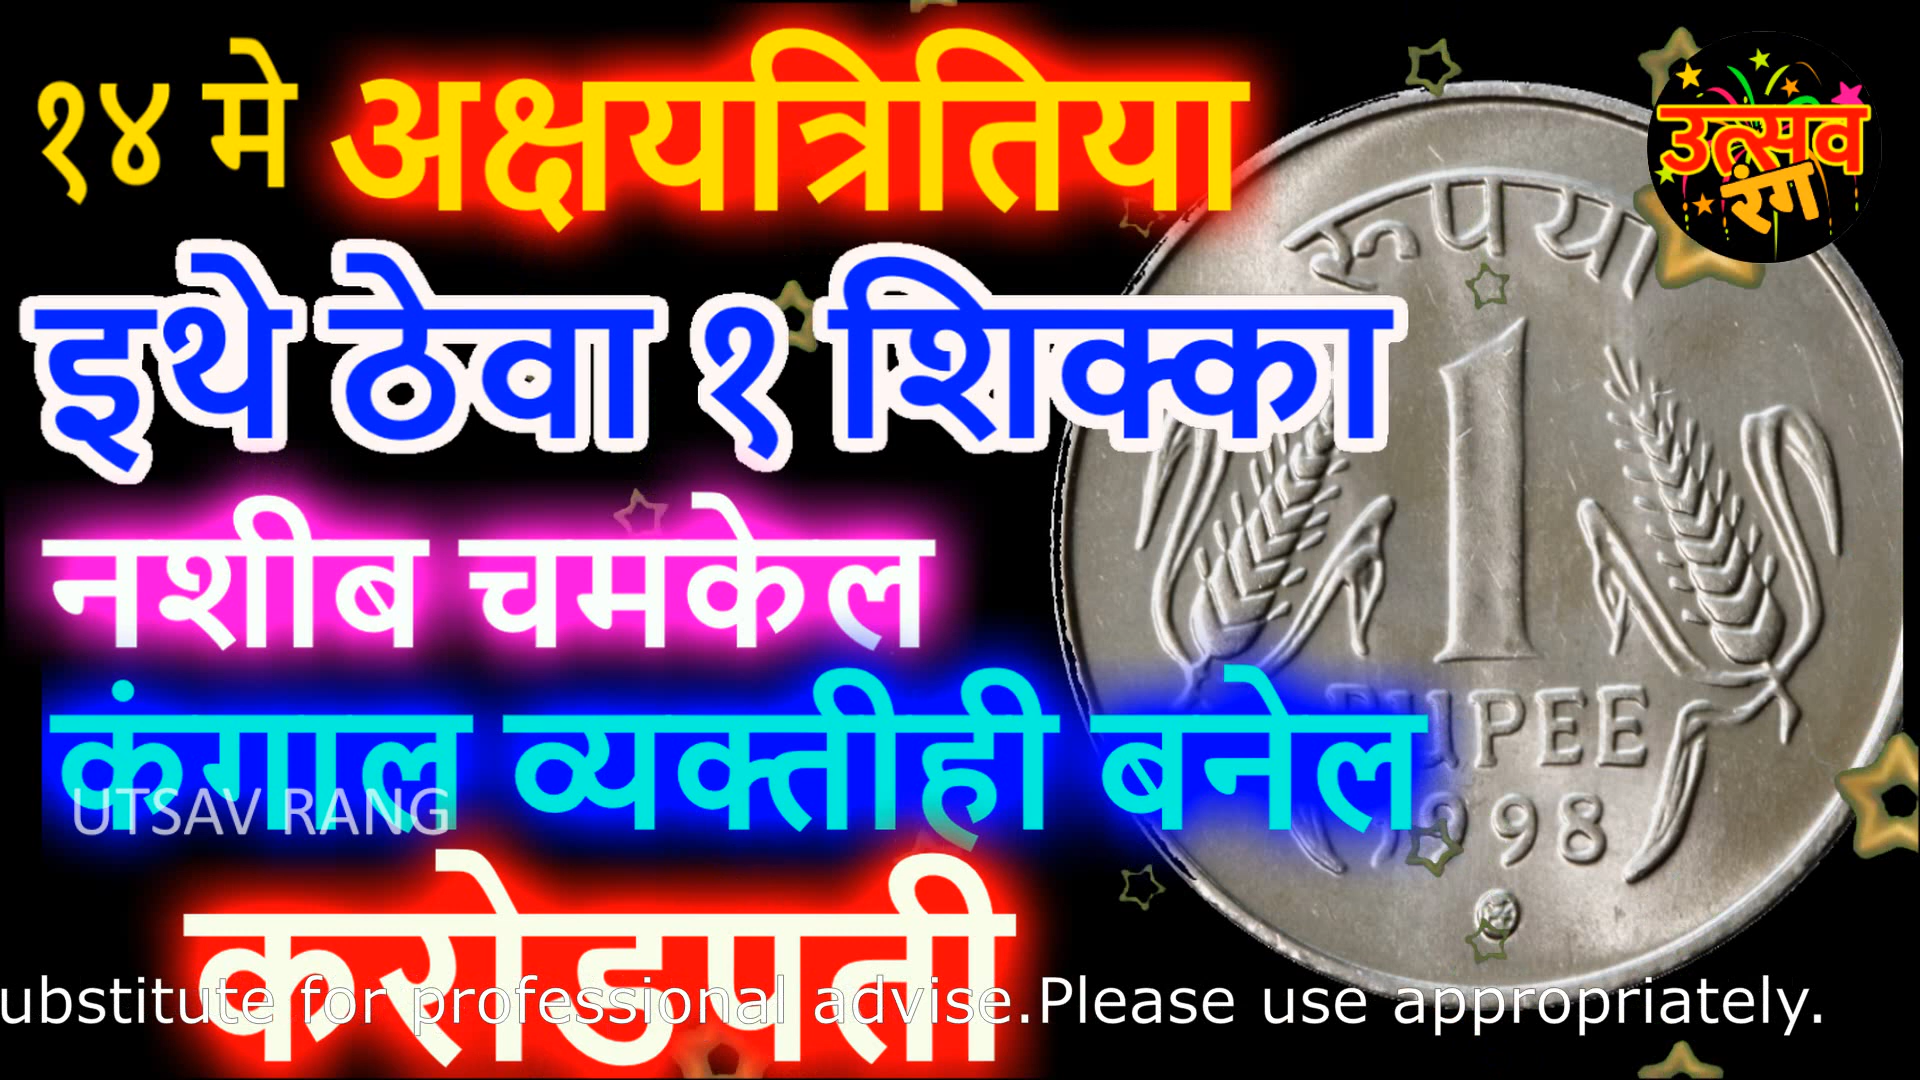 १४ मे अक्षयत्रितिया
उत्सव
रंग
इथे ठेवा १ शिक्का
रूपया
1
नशीब चमकेल
कंगाल व्यक्तीही बनेल
RUPEE
1998
UTSAV RANG
करोडपती
ubstitute for professional advise.Please use appropriately.